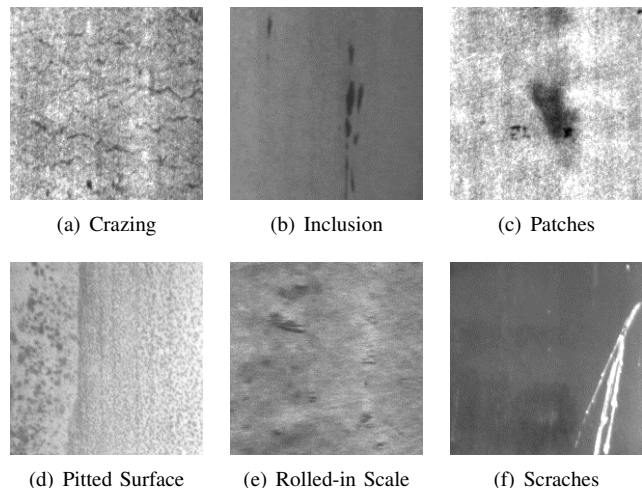 (a) Crazing
(b) Inclusion
(c) Patches
(d) Pitted Surface
(e) Rolled-in Scale
(f) Scraches